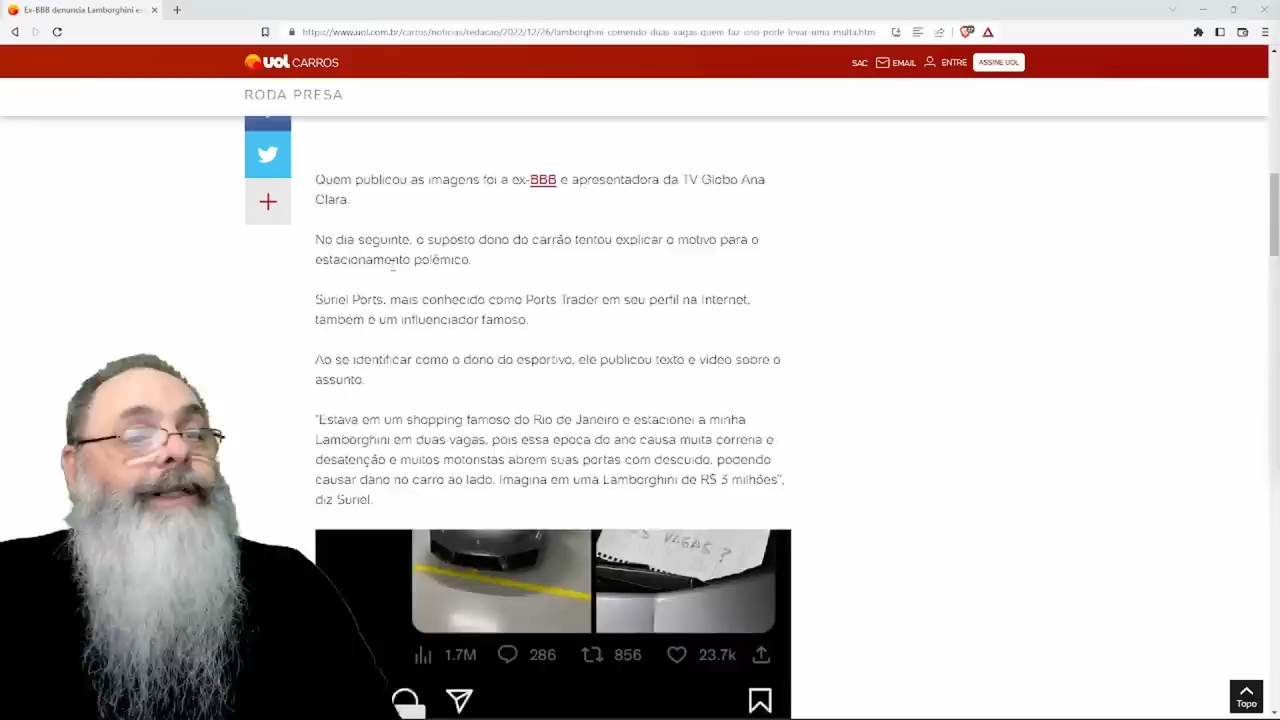 Ex-BBB denuncia Lamborghini es
https://www.uol.com.br/carros/noticias/redacao/2022/12/26/lamborghini-comendo-duas-vagas-quem-faz-isso-pode-levar-uma-multa.htm
UOL CARROS
SAC EMAIL ENTRE ASSINE UOL
RODA PRESA
Quem publicou as imagens foi a ex-BBB e apresentadora da TV Globo Ana
Clara.
No dia seguinte, o suposto dono do carrão tentou explicar o motivo para o
estacionamento polêmico.
Suriel Ports, mais conhecido como Ports Trader em seu perfil na Internet,
também é um influenciador famoso.
Ao se identificar como o dono do esportivo, ele publicou texto e vídeo sobre o
assunto.
"Estava em um shopping famoso do Rio de Janeiro e estacionei a minha
Lamborghini em duas vagas, pois essa época do ano causa muita correria e
desatenção e muitos motoristas abrem suas portas com descuido, podendo
causar dano no carro ao lado. Imagina em uma Lamborghini de R$ 3 milhões",
diz Suriel.
VAGAS?
1.7M 286 856 23.7k
Topo